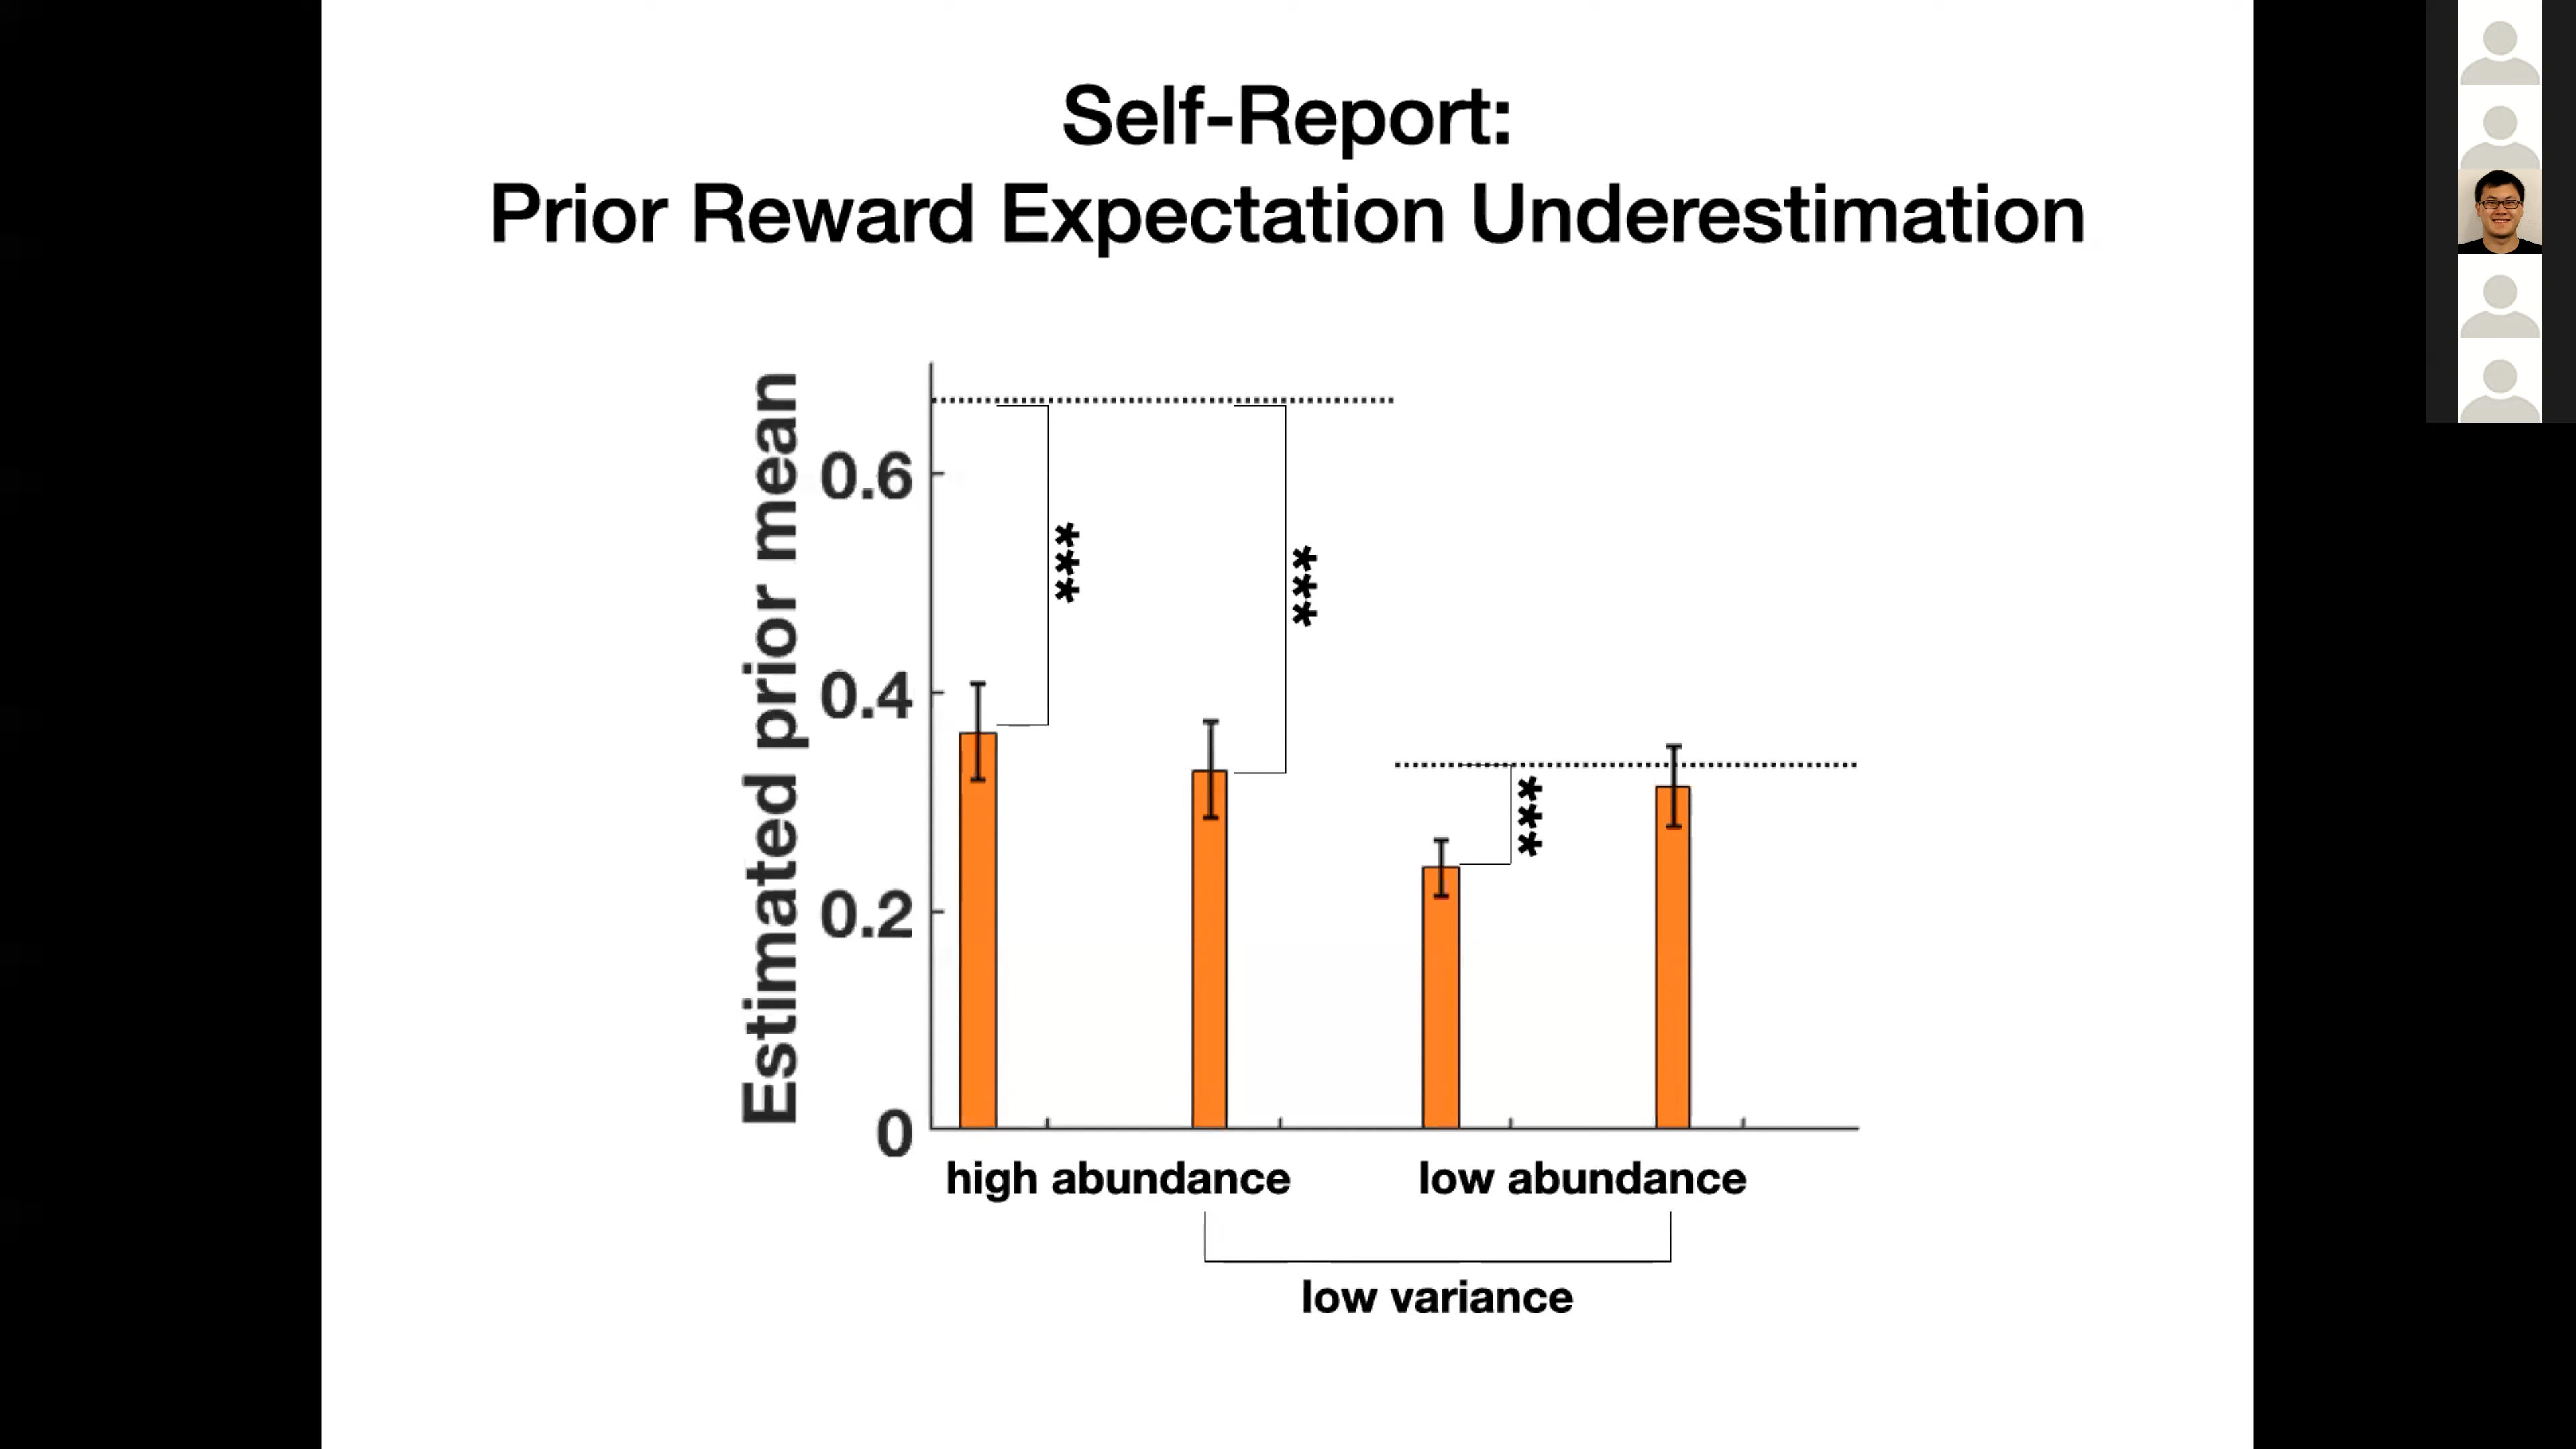 Self-Report:
Prior Reward Expectation Underestimation
Estimated prior mean
0.6
0.4
0.2
0
***
***
***
high abundance
low abundance
low variance